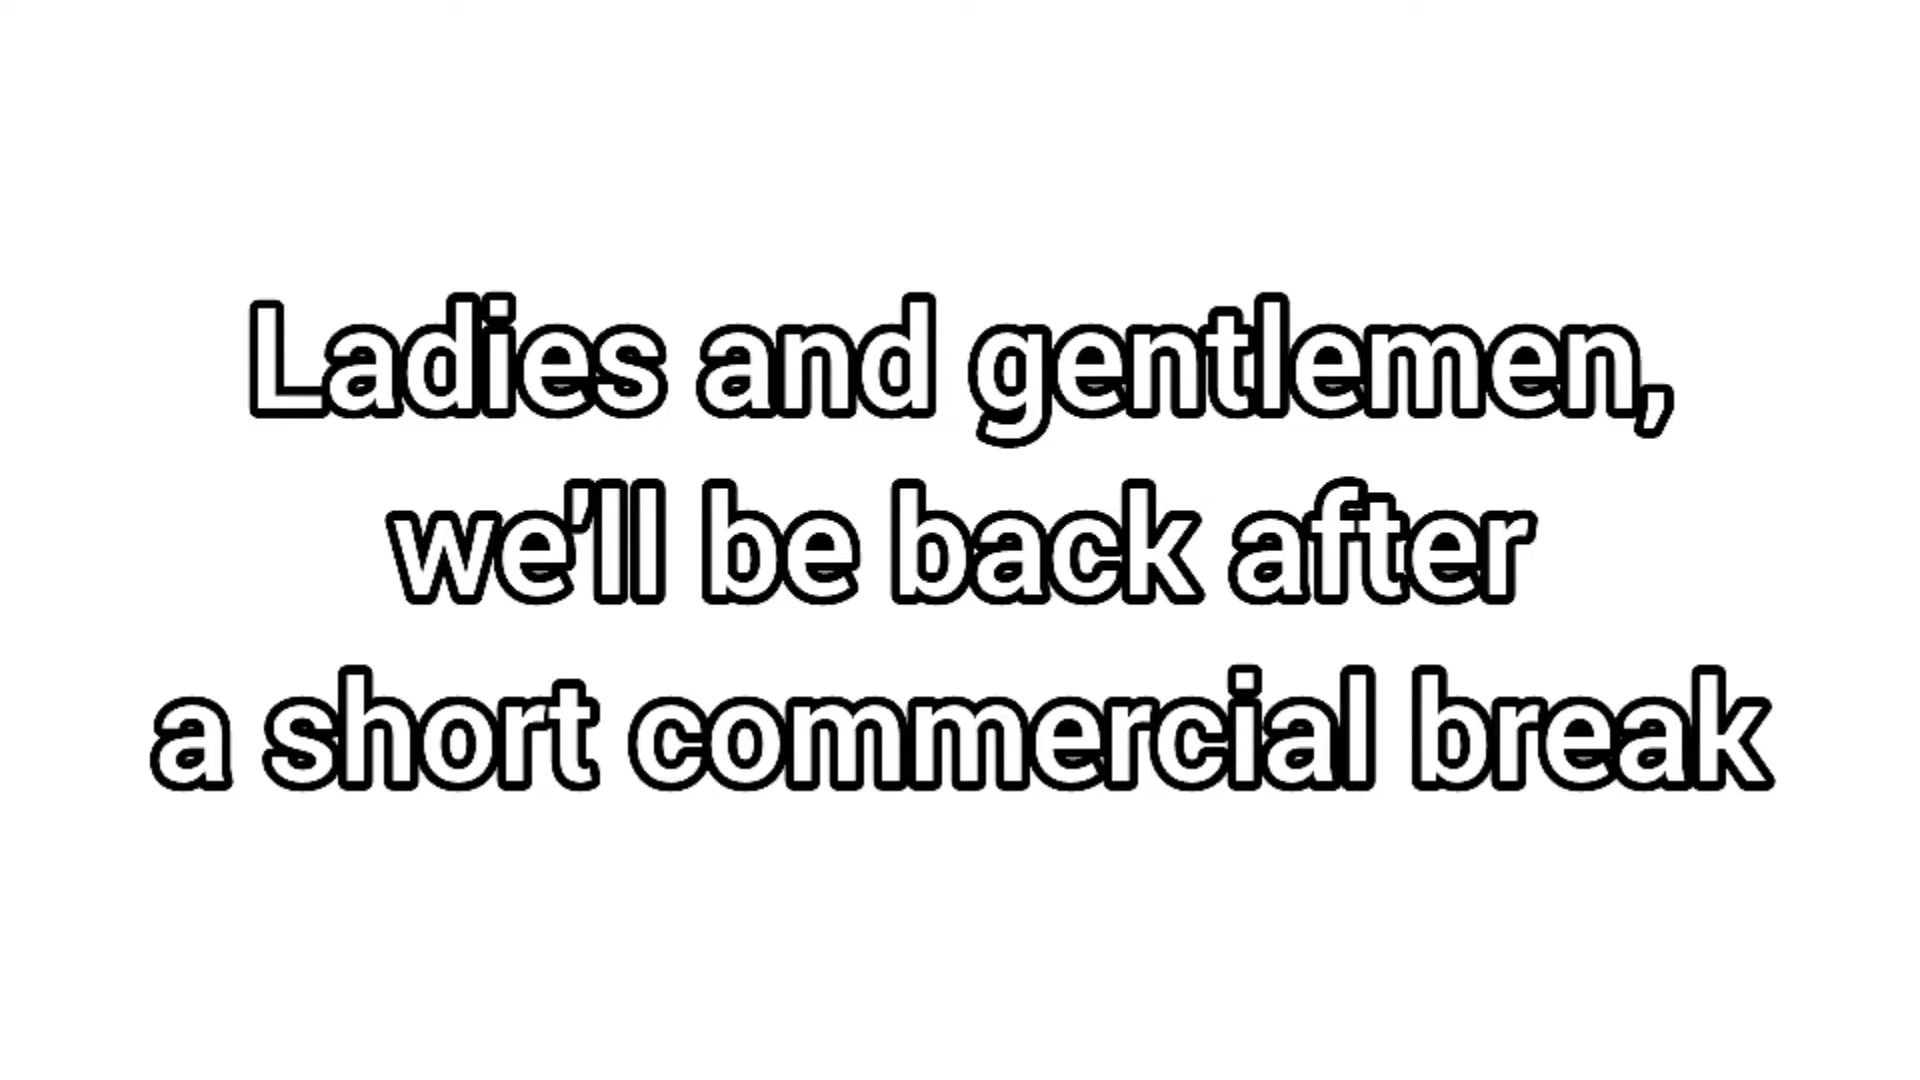 Ladies and gentlemen,
we'll be back after
a short commercial break